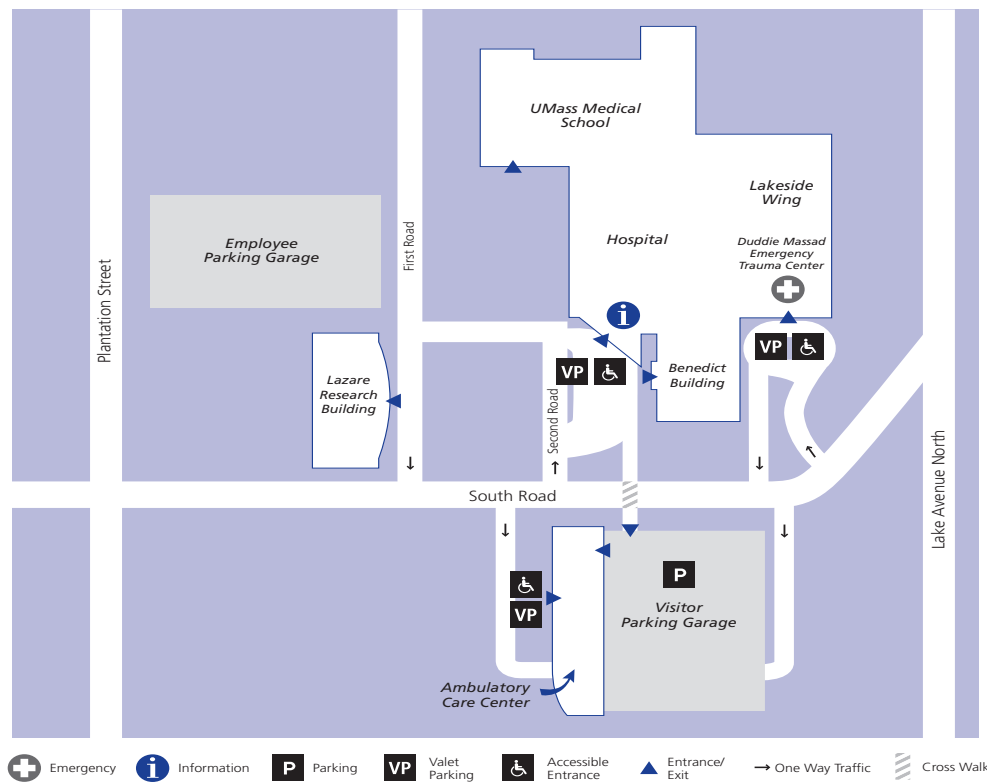 UMass Medical
School
Lakeside
Wing
Employee
Parking Garage
First Road
Hospital
Duddie Massad
Emergency
Trauma Center
Plantation Street
i
VP
VP
Lazare
Research
Building
Benedict
Building
Second Road
Lake Avenue North
South Road
P
VP
Visitor
Parking Garage
Ambulatory
Care Center
Emergency
i
Information
P
Parking
VP
Valet
Parking
Accessible
Entrance
Entrance/
Exit
One Way Traffic
Cross Walk